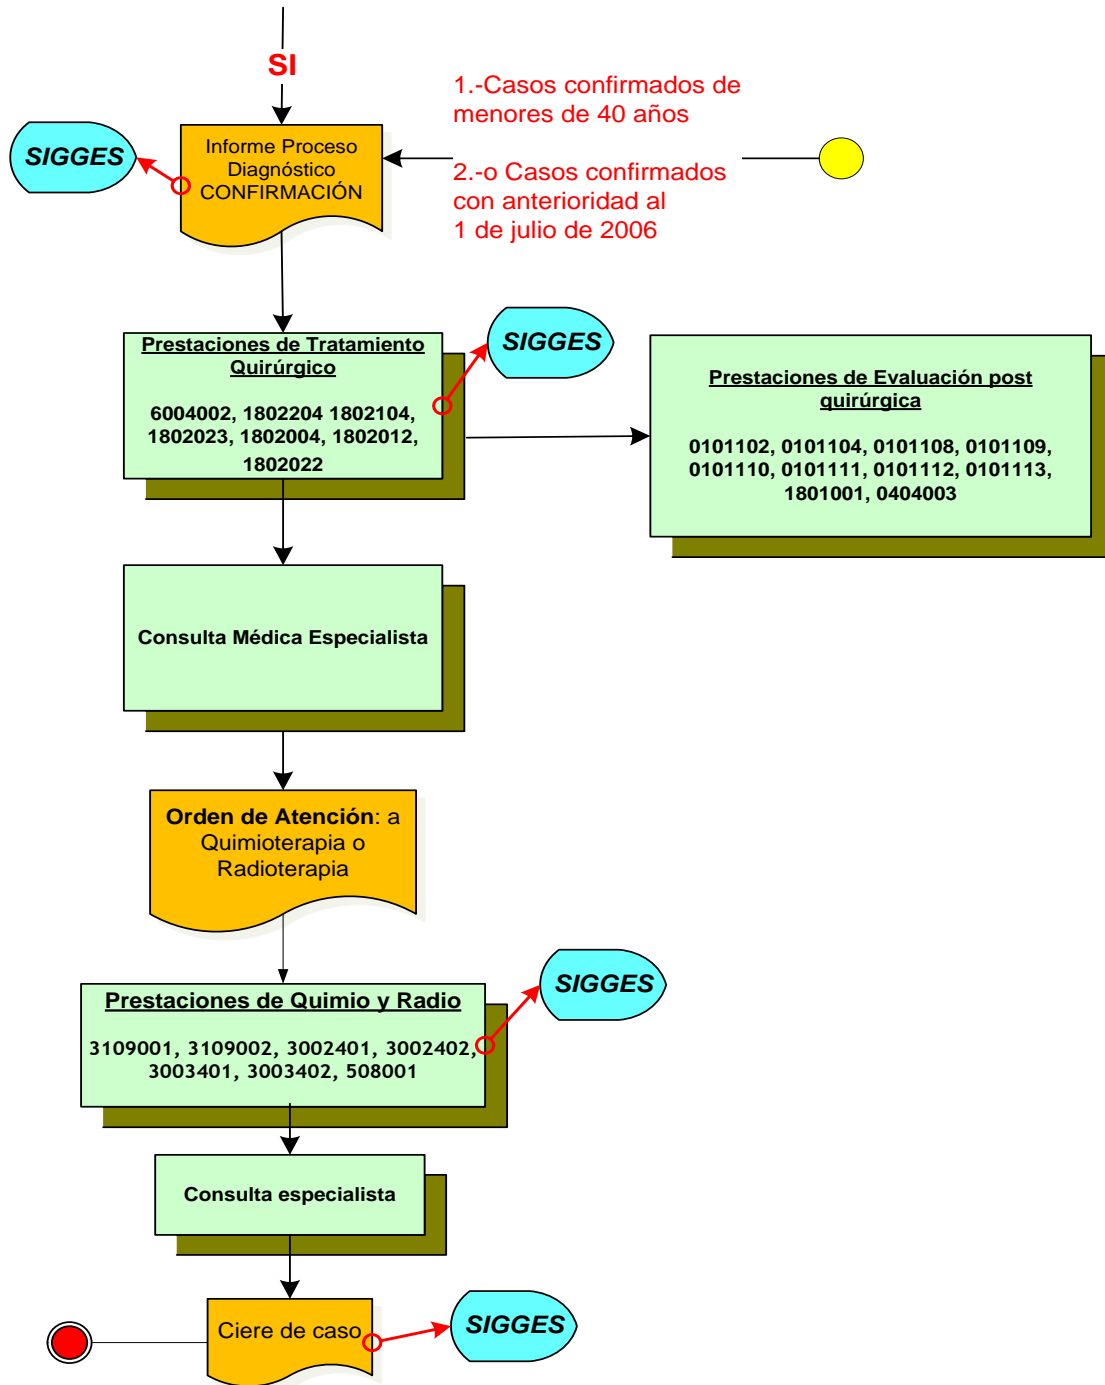 SI
1.-Casos confirmados de
menores de 40 años
SIGGES
Informe Proceso
Diagnóstico
CONFIRMACIÓN
2.-o Casos confirmados
con anterioridad al
1 de julio de 2006
Prestaciones de Tratamiento
Quirúrgico
6004002, 1802204 1802104,
1802023, 1802004, 1802012,
1802022
SIGGES
Prestaciones de Evaluación post
quirúrgica
0101102, 0101104, 0101108, 0101109,
0101110, 0101111, 0101112, 0101113,
1801001, 0404003
Consulta Médica Especialista
Orden de Atención: a
Quimioterapia o
Radioterapia
SIGGES
Prestaciones de Quimio y Radio
3109001, 3109002, 3002401, 3002402,
3003401, 3003402, 508001
Consulta especialista
Ciere de caso
SIGGES